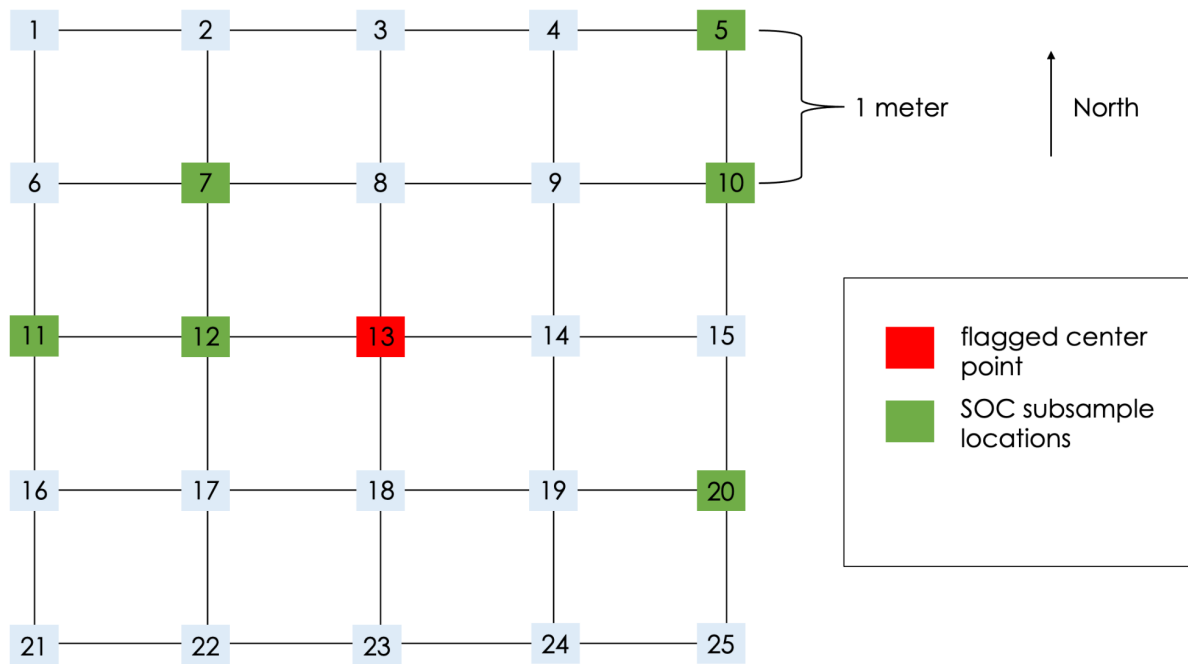 1 2 3 4 5
1 meter
North
6 7 8 9 10
11 12 13 14 15
flagged center
point
SOC subsample
locations
16 17 18 19 20
21 22 23 24 25